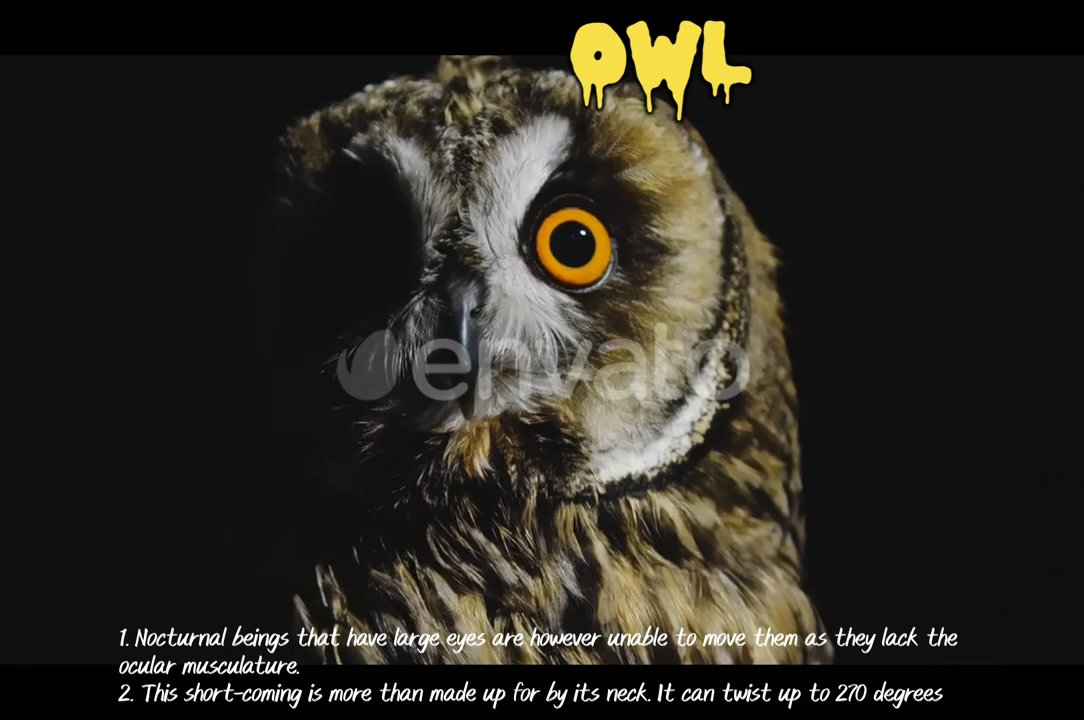 OWL
envato
1. Nocturnal beings that have large eyes are however unable to move them as they lack the
ocular musculature.
2. This short-coming is more than made up for by its neck. It can twist up to 270 degrees